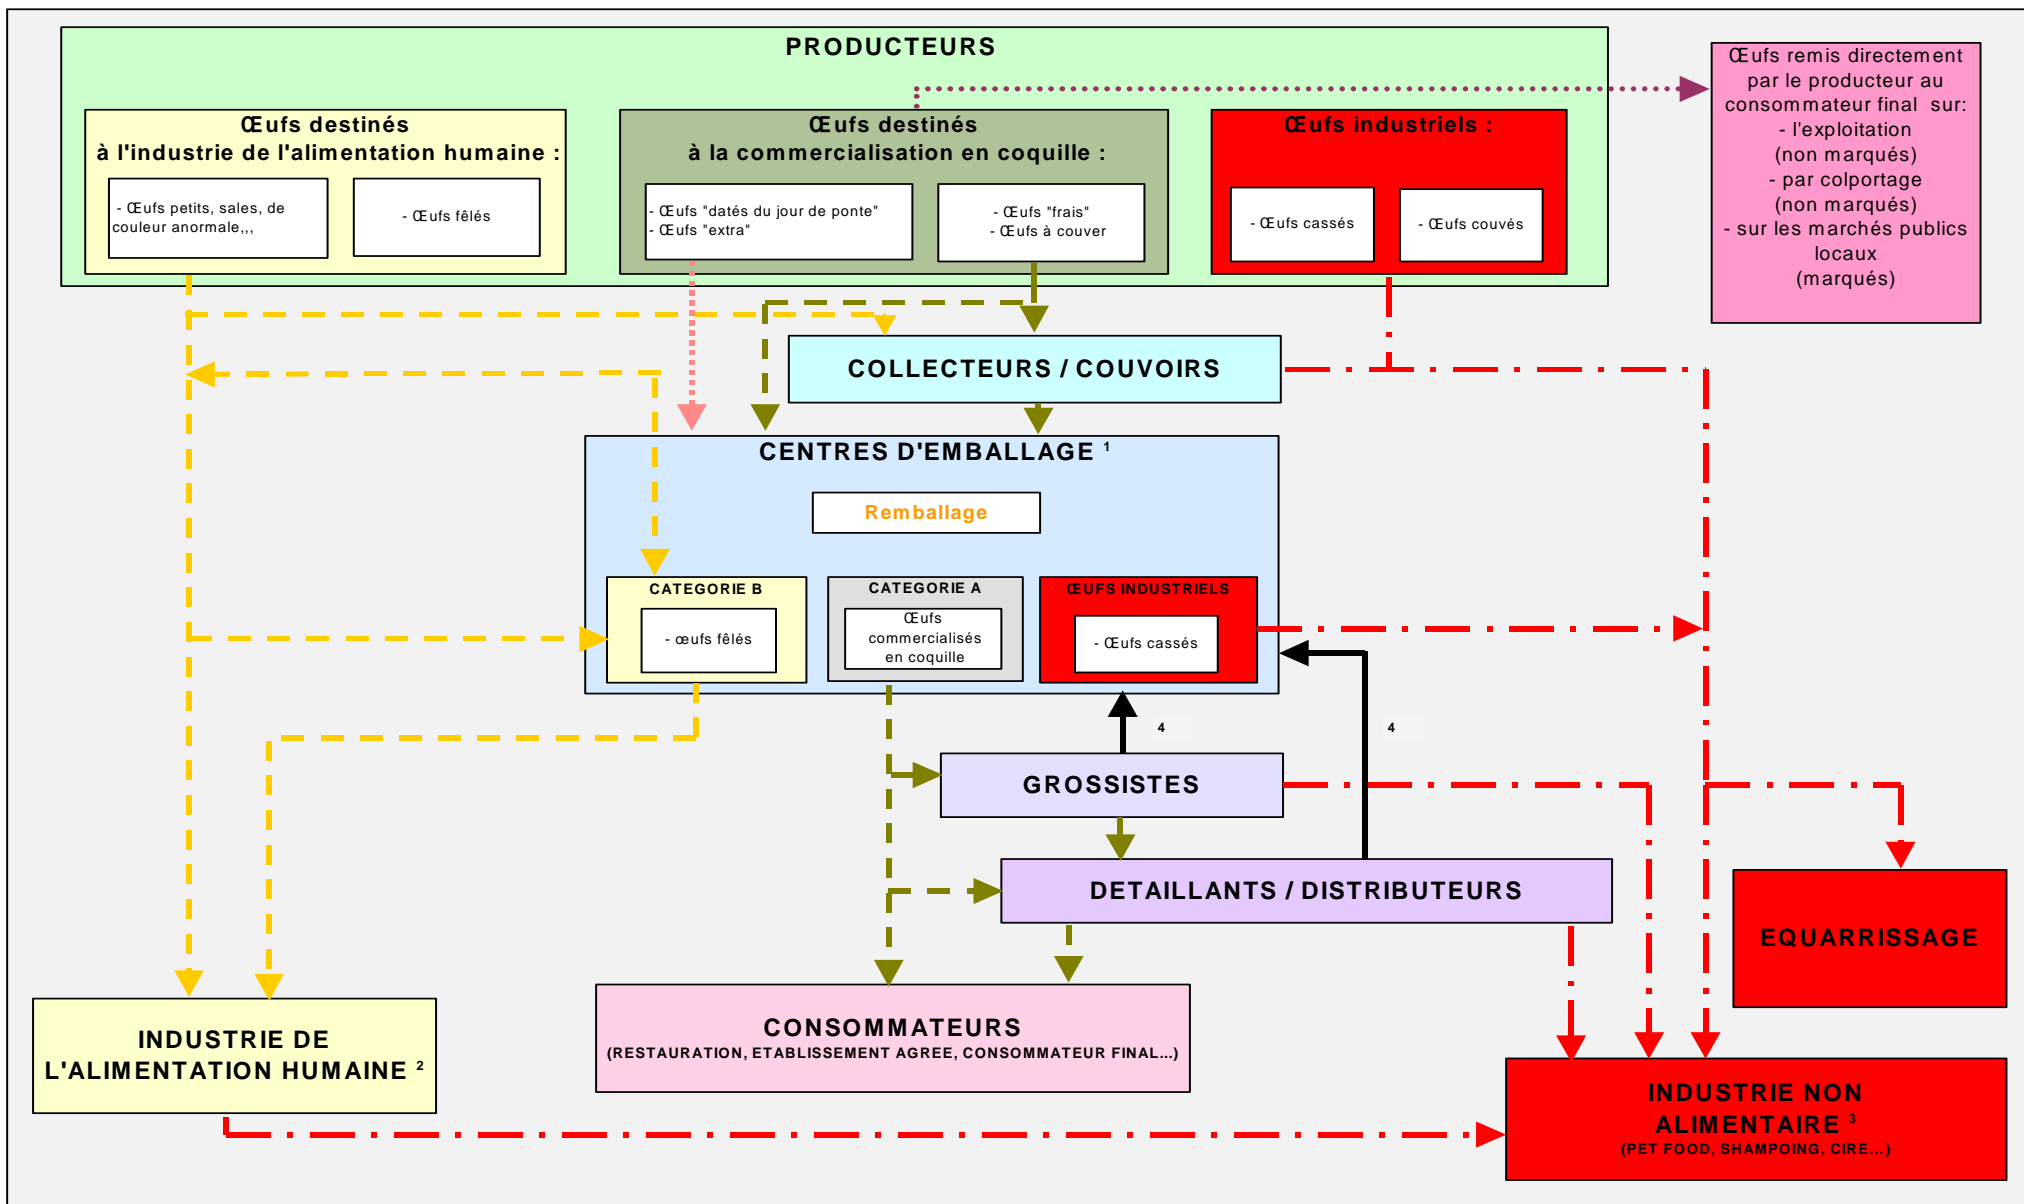 PRODUCTEURS
Œufs destinés
à l'industrie de l'alimentation humaine :
- Œufs petits, sales, de
couleur anormale,,,
- Œufs fêlés
Œufs destinés
à la commercialisation en coquille :
- Œufs "datés du jour de ponte"
- Œufs "extra"
- Œufs "frais"
- Œufs à couver
Œufs industriels :
- Œufs cassés
- Œufs couvés
Œufs remis directement
par le producteur au
consommateur final sur:
- l'exploitation
(non marqués)
- par colportage
(non marqués)
- sur les marchés publics
locaux
(marqués)
COLLECTEURS / COUVOIRS
CENTRES D'EMBALLAGE ¹
Remballage
CATEGORIE B
- œufs fêlés
CATEGORIE A
Œufs
commercialisés
en coquille
ŒUFS INDUSTRIELS
- Œufs cassés
4
4
GROSSISTES
DETAILLANTS / DISTRIBUTEURS
EQUARRISSAGE
INDUSTRIE DE
L'ALIMENTATION HUMAINE ²
CONSOMMATEURS
(RESTAURATION, ETABLISSEMENT AGREE, CONSOMMATEUR FINAL...)
INDUSTRIE NON
ALIMENTAIRE ³
(PET FOOD, SHAMPOING, CIRE...)